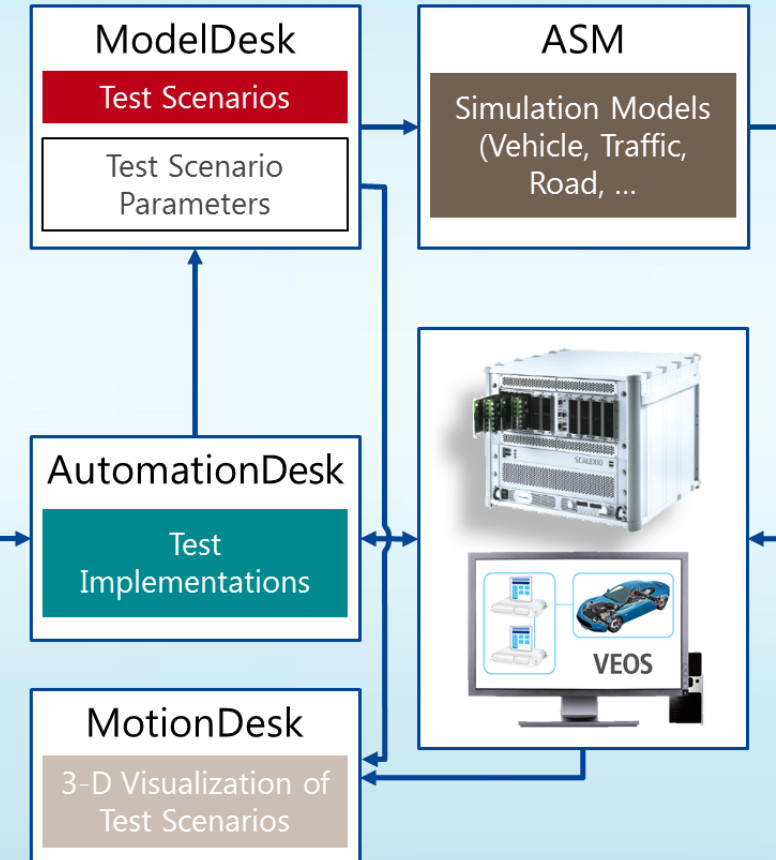 ModelDesk
Test Scenarios
Test Scenario
Parameters
ASM
Simulation Models
(Vehicle, Traffic,
Road, ...
AutomationDesk
Test
Implementations
SCALEXIO
VEOS
MotionDesk
3-D Visualization of
Test Scenarios